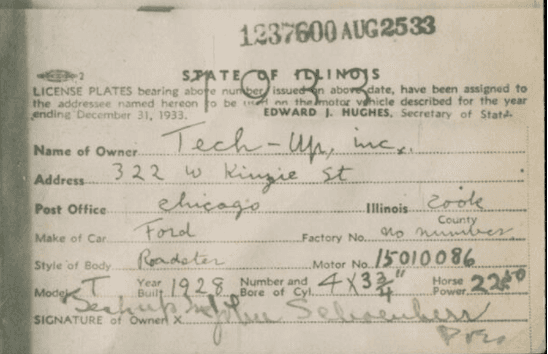 1237600 AUG 25 33
STATE OF ILLINOIS
LICENSE PLATES bearing above number issued on above date, have been assigned to
the addressee named hereon to be used on the motor vehicle described for the year
ending December 31, 1933. EDWARD J. HUGHES, Secretary of State
Name of Owner Tech-Up, inc.
Address 322 W Kinzie St
Post Office Chicago Illinois Cook
County
Make of Car Ford Factory No. no number
Style of Body Roadster Motor No. 15010086
Model T Year Built 1928 Number and Bore of Cyl. 4 x 3 3/4" Horse Power 22 50
SIGNATURE of Owner X John
Pres